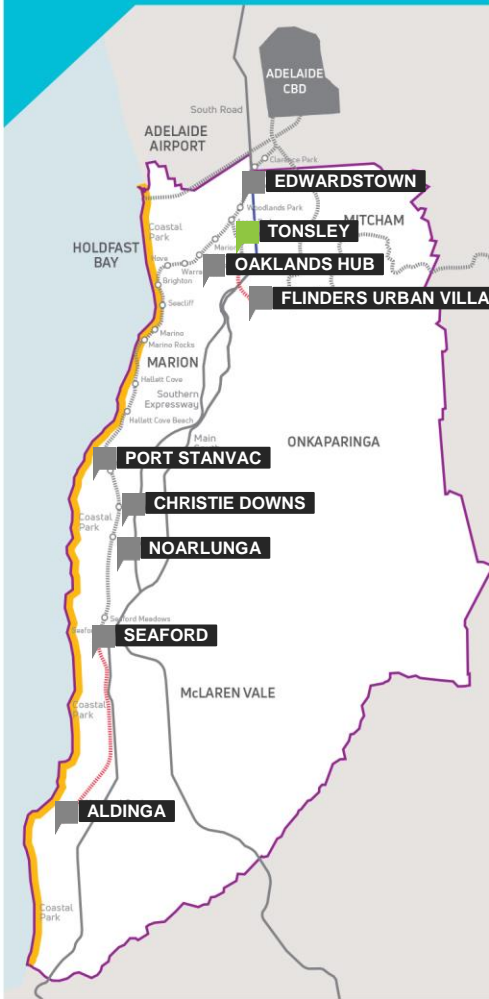 ADELAIDE
CBD
South Road
ADELAIDE
AIRPORT
Clarence Park
EDWARDSTOWN
Woodlands Park
MITCHAM
Coastal
Park
TONSLEY
HOLDFAST
BAY
Marion
Hove
OAKLANDS HUB
Brighton
FLINDERS URBAN VILLA
Seacliff
Marino
Marino Rocks
MARION
Hallett Cove
Southern
Expressway
Hallett Cove Beach
Main
ONKAPARINGA
PORT STANVAC
CHRISTIE DOWNS
Coastal
Park
NOARLUNGA
Seaford Meadows
SEAFORD
McLAREN VALE
Coastal
Park
ALDINGA
Coastal
Park